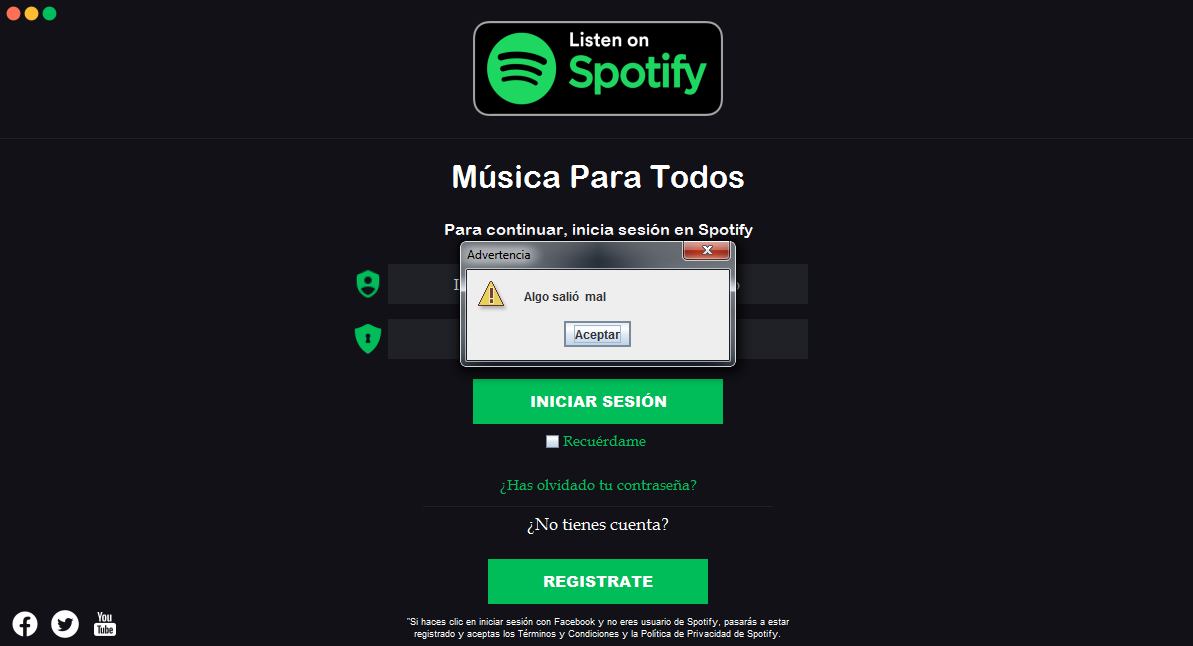 Listen on
Spotify
Música Para Todos
Para continuar, inicia sesión en Spotify
Advertencia
Algo salió mal
Aceptar
INICIAR SESIÓN
Recuérdame
¿Has olvidado tu contraseña?
¿No tienes cuenta?
REGISTRATE
You
Tube
"Si haces clic en iniciar sesión con Facebook y no eres usuario de Spotify, pasarás a estar
registrado y aceptas los Términos y Condiciones y la Política de Privacidad de Spotify.